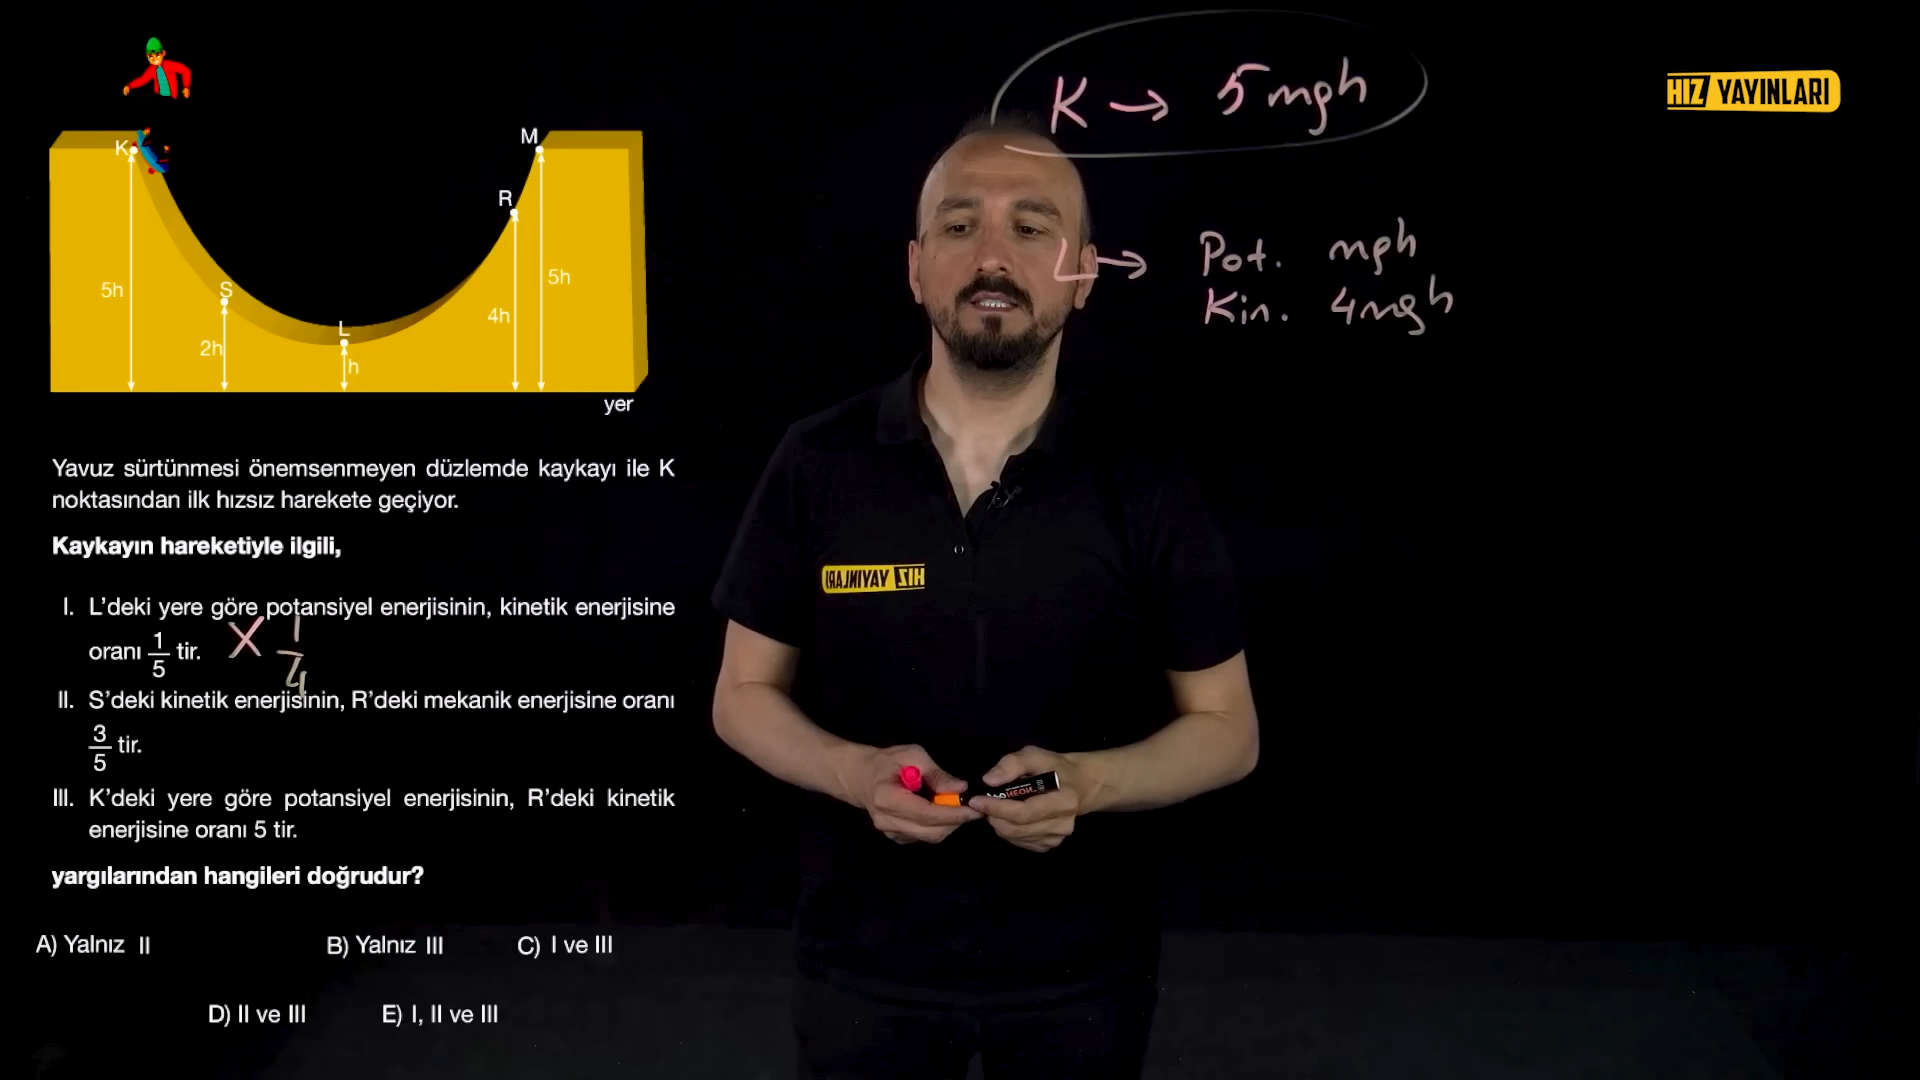 K → 5mgh
HIZ YAYINLARI
K
M
R
5h
S
5h
4h
L
2h
h
yer
L → Pot. mgh
Kin. 4mgh
Yavuz sürtünmesi önemsenmeyen düzlemde kaykayı ile K
noktasından ilk hızsız harekete geçiyor.
Kaykayın hareketiyle ilgili,
I. L'deki yere göre potansiyel enerjisinin, kinetik enerjisine
oranı 1/5 tir. X 1/4
II. S'deki kinetik enerjisinin, R'deki mekanik enerjisine oranı
3/5 tir.
III. K'deki yere göre potansiyel enerjisinin, R'deki kinetik
enerjisine oranı 5 tir.
yargılarından hangileri doğrudur?
A) Yalnız II B) Yalnız III C) I ve III
D) II ve III E) I, II ve III
HIZ YAYINLARI